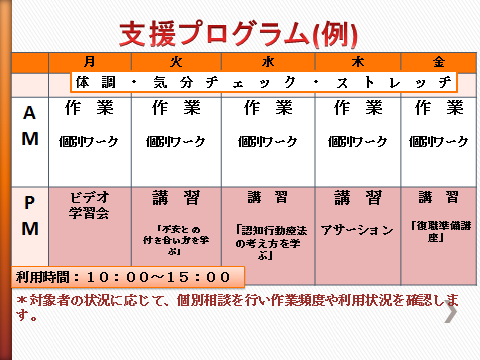 支援プログラム(例)
月 火 水 木 金
体調・気分チェック・ストレッチ
AM
作 業 作 業 作 業 作 業 作 業
個別ワーク 個別ワーク 個別ワーク 個別ワーク 個別ワーク
PM
ビデオ
学習会
講 習
「不安との
付き合い方を学
ぶ」
講 習
「認知行動療法
の考え方を学
ぶ」
講 習
アサーション
講 習
「復職準備講
座」
利用時間：１０：００～１５：００
＊対象者の状況に応じて、個別相談を行い作業頻度や利用状況を確認しま
す。